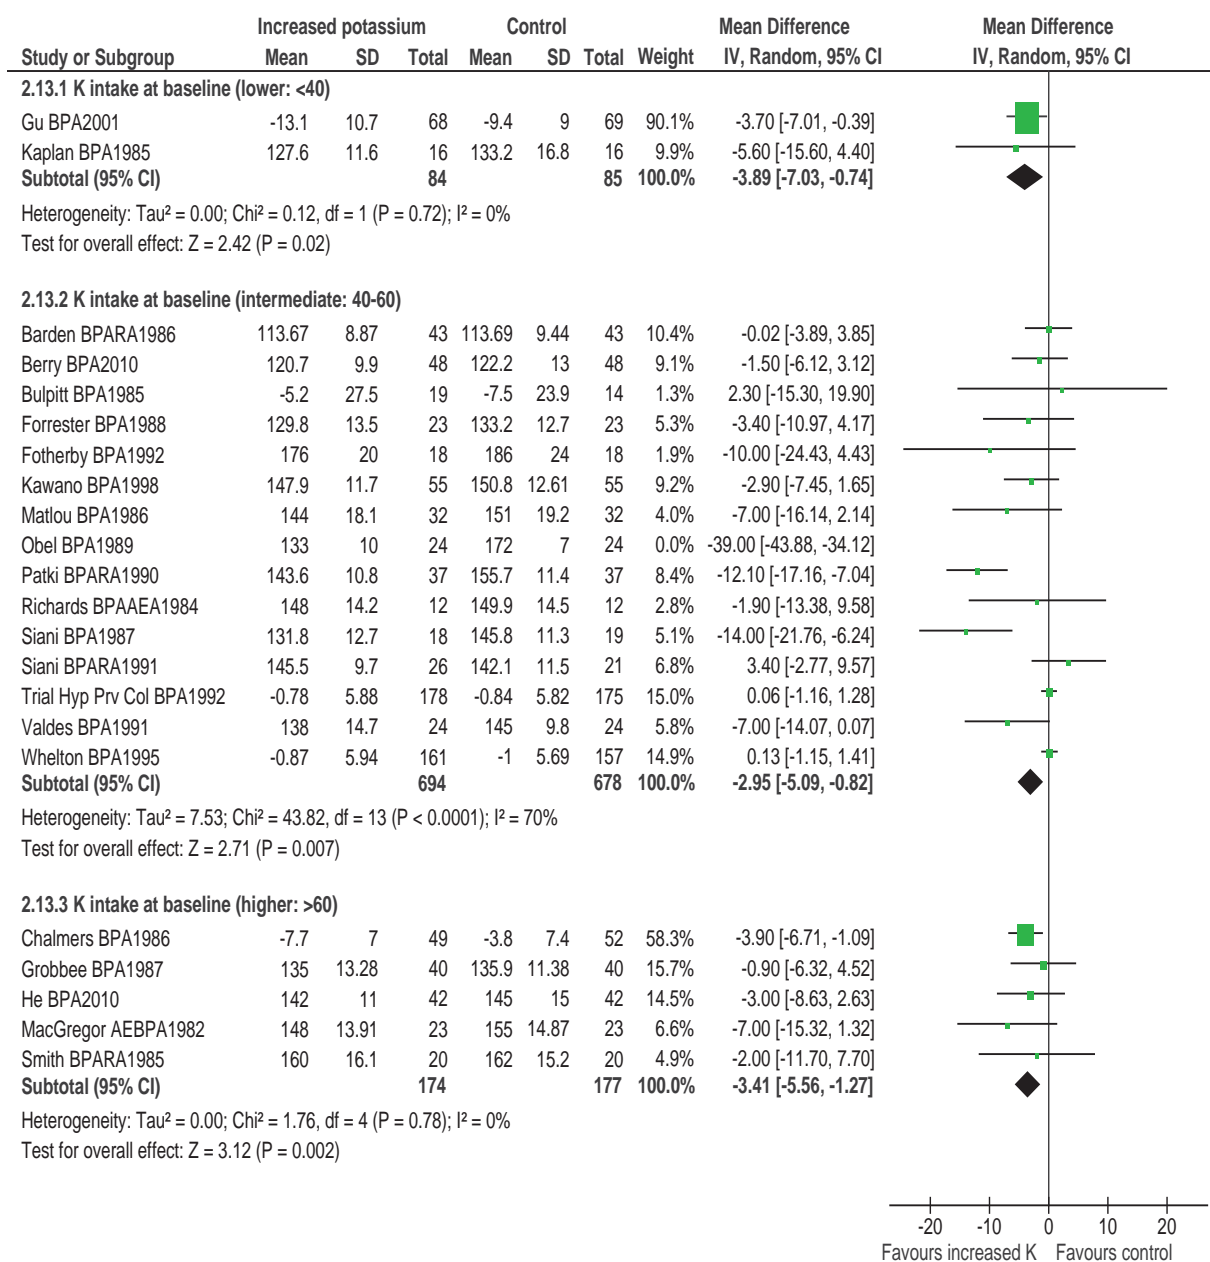 Increased potassium Control Mean Difference Mean Difference
Study or Subgroup Mean SD Total Mean SD Total Weight IV, Random, 95% CI IV, Random, 95% CI
2.13.1 K intake at baseline (lower: <40)
Gu BPA2001 -13.1 10.7 68 -9.4 9 69 90.1% -3.70 [-7.01, -0.39]
Kaplan BPA1985 127.6 11.6 16 133.2 16.8 16 9.9% -5.60 [-15.60, 4.40]
Subtotal (95% CI) 84 85 100.0% -3.89 [-7.03, -0.74]
Heterogeneity: Tau² = 0.00; Chi² = 0.12, df = 1 (P = 0.72); I² = 0%
Test for overall effect: Z = 2.42 (P = 0.02)
2.13.2 K intake at baseline (intermediate: 40-60)
Barden BPARA1986 113.67 8.87 43 113.69 9.44 43 10.4% -0.02 [-3.89, 3.85]
Berry BPA2010 120.7 9.9 48 122.2 13 48 9.1% -1.50 [-6.12, 3.12]
Bulpitt BPA1985 -5.2 27.5 19 -7.5 23.9 14 1.3% 2.30 [-15.30, 19.90]
Forrester BPA1988 129.8 13.5 23 133.2 12.7 23 5.3% -3.40 [-10.97, 4.17]
Fotherby BPA1992 176 20 18 186 24 18 1.9% -10.00 [-24.43, 4.43]
Kawano BPA1998 147.9 11.7 55 150.8 12.61 55 9.2% -2.90 [-7.45, 1.65]
Matlou BPA1986 144 18.1 32 151 19.2 32 4.0% -7.00 [-16.14, 2.14]
Obel BPA1989 133 10 24 172 7 24 0.0% -39.00 [-43.88, -34.12]
Patki BPARA1990 143.6 10.8 37 155.7 11.4 37 8.4% -12.10 [-17.16, -7.04]
Richards BPAAEA1984 148 14.2 12 149.9 14.5 12 2.8% -1.90 [-13.38, 9.58]
Siani BPA1987 131.8 12.7 18 145.8 11.3 19 5.1% -14.00 [-21.76, -6.24]
Siani BPARA1991 145.5 9.7 26 142.1 11.5 21 6.8% 3.40 [-2.77, 9.57]
Trial Hyp Prv Col BPA1992 -0.78 5.88 178 -0.84 5.82 175 15.0% 0.06 [-1.16, 1.28]
Valdes BPA1991 138 14.7 24 145 9.8 24 5.8% -7.00 [-14.07, 0.07]
Whelton BPA1995 -0.87 5.94 161 -1 5.69 157 14.9% 0.13 [-1.15, 1.41]
Subtotal (95% CI) 694 678 100.0% -2.95 [-5.09, -0.82]
Heterogeneity: Tau² = 7.53; Chi² = 43.82, df = 13 (P < 0.0001); I² = 70%
Test for overall effect: Z = 2.71 (P = 0.007)
2.13.3 K intake at baseline (higher: >60)
Chalmers BPA1986 -7.7 7 49 -3.8 7.4 52 58.3% -3.90 [-6.71, -1.09]
Grobbee BPA1987 135 13.28 40 135.9 11.38 40 15.7% -0.90 [-6.32, 4.52]
He BPA2010 142 11 42 145 15 42 14.5% -3.00 [-8.63, 2.63]
MacGregor AEBPA1982 148 13.91 23 155 14.87 23 6.6% -7.00 [-15.32, 1.32]
Smith BPARA1985 160 16.1 20 162 15.2 20 4.9% -2.00 [-11.70, 7.70]
Subtotal (95% CI) 174 177 100.0% -3.41 [-5.56, -1.27]
Heterogeneity: Tau² = 0.00; Chi² = 1.76, df = 4 (P = 0.78); I² = 0%
Test for overall effect: Z = 3.12 (P = 0.002)
-20 -10 0 10 20
Favours increased K Favours control